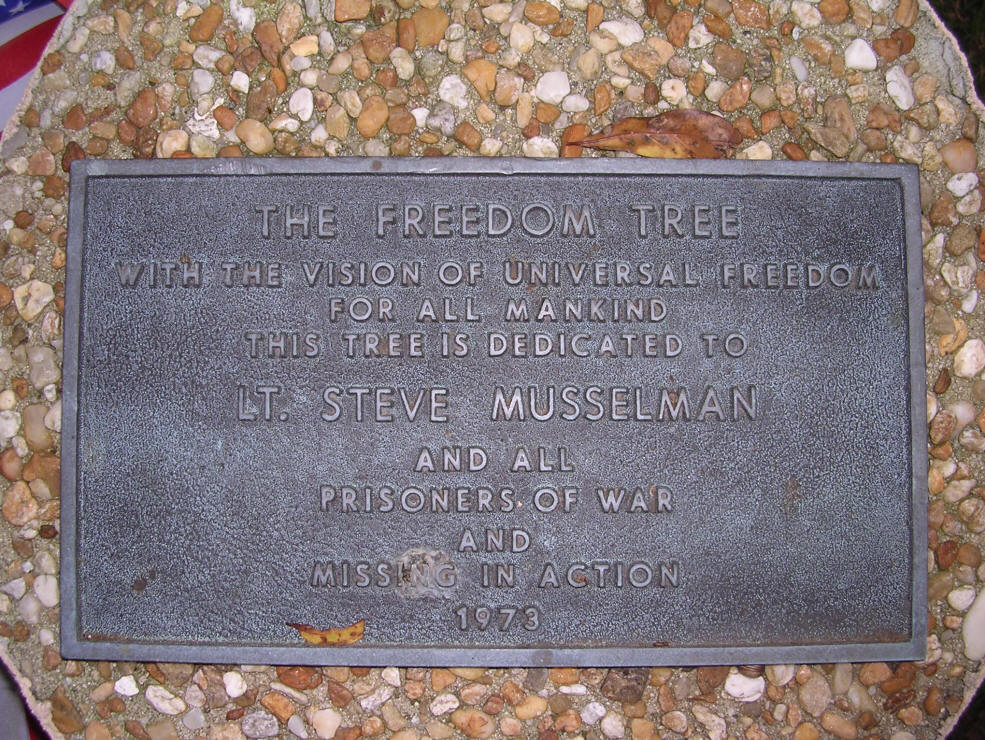 THE FREEDOM TREE
WITH THE VISION OF UNIVERSAL FREEDOM
FOR ALL MANKIND
THIS TREE IS DEDICATED TO
LT. STEVE MUSSELMAN
AND ALL
PRISONERS OF WAR
AND
MISSING IN ACTION
1973